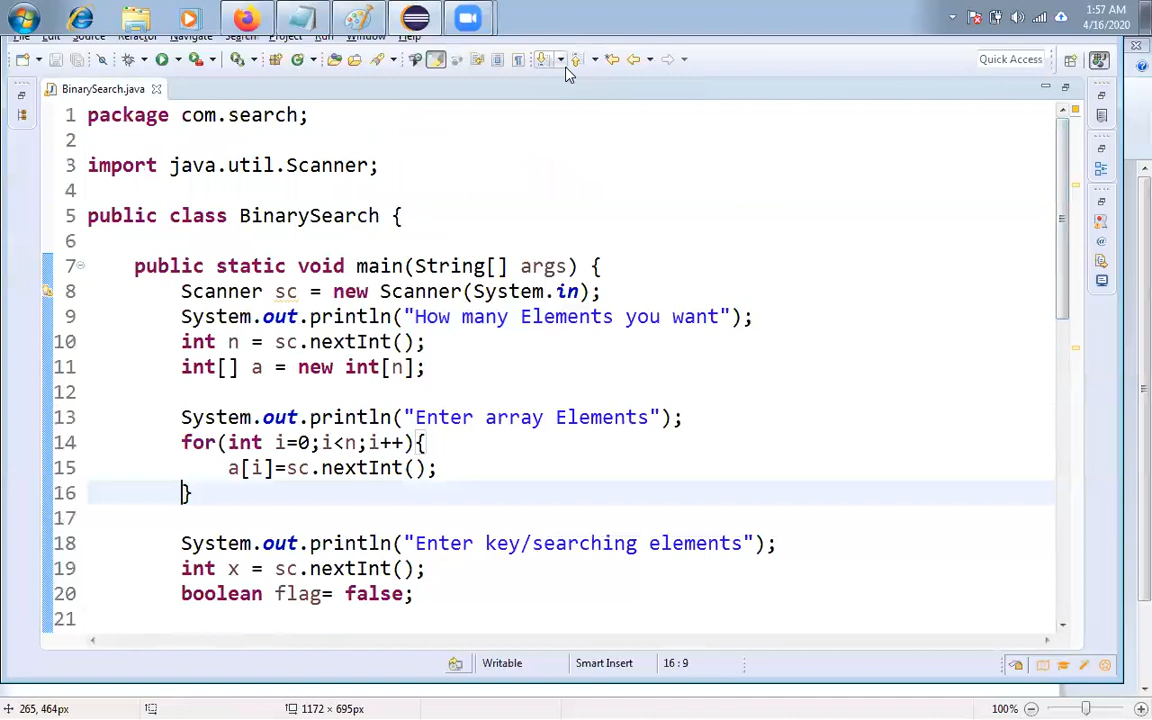 1:57 AM
4/16/2020
Quick Access
BinarySearch.java
1 package com.search;
2
3 import java.util.Scanner;
4
5 public class BinarySearch {
6
7 public static void main(String[] args) {
8 Scanner sc = new Scanner(System.in);
9 System.out.println("How many Elements you want");
10 int n = sc.nextInt();
11 int[] a = new int[n];
12
13 System.out.println("Enter array Elements");
14 for(int i=0;i<n;i++){
15 a[i]=sc.nextInt();
16 }
17
18 System.out.println("Enter key/searching elements");
19 int x = sc.nextInt();
20 boolean flag= false;
21
Writable Smart Insert 16 : 9
265, 464px 1172 × 695px 100%